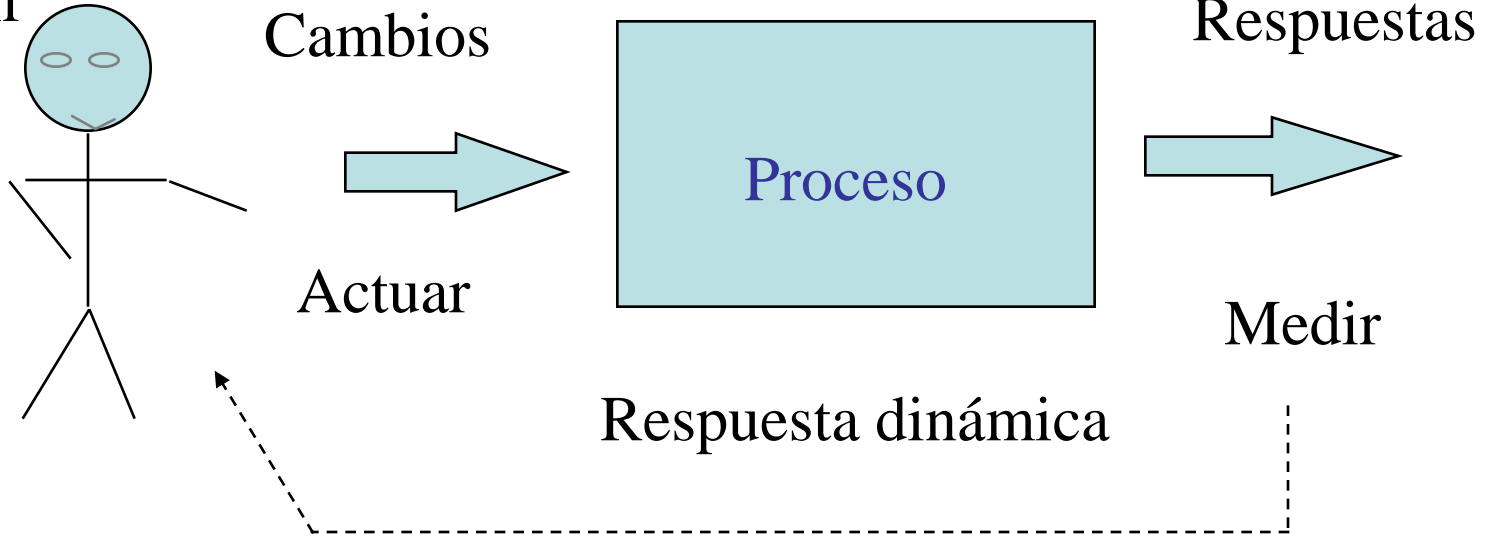 Cambios
Respuestas
Proceso
Actuar
Medir
Respuesta dinámica